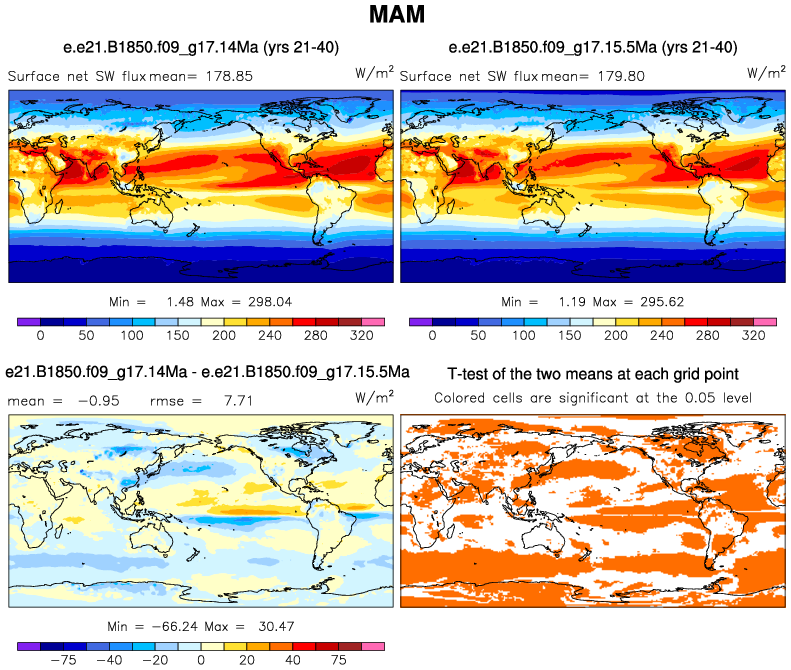 MAM
e.e21.B1850.f09_g17.14Ma (yrs 21-40)
Surface net SW flux mean= 178.85 W/m²
Min = 1.48 Max = 298.04
0 50 100 150 200 240 280 320
e.e21.B1850.f09_g17.15.5Ma (yrs 21-40)
Surface net SW flux mean= 179.80 W/m²
Min = 1.19 Max = 295.62
0 50 100 150 200 240 280 320
e21.B1850.f09_g17.14Ma - e.e21.B1850.f09_g17.15.5Ma
mean = −0.95 rmse = 7.71 W/m²
Min = −66.24 Max = 30.47
−75 −40 −20 0 20 40 75
T-test of the two means at each grid point
Colored cells are significant at the 0.05 level